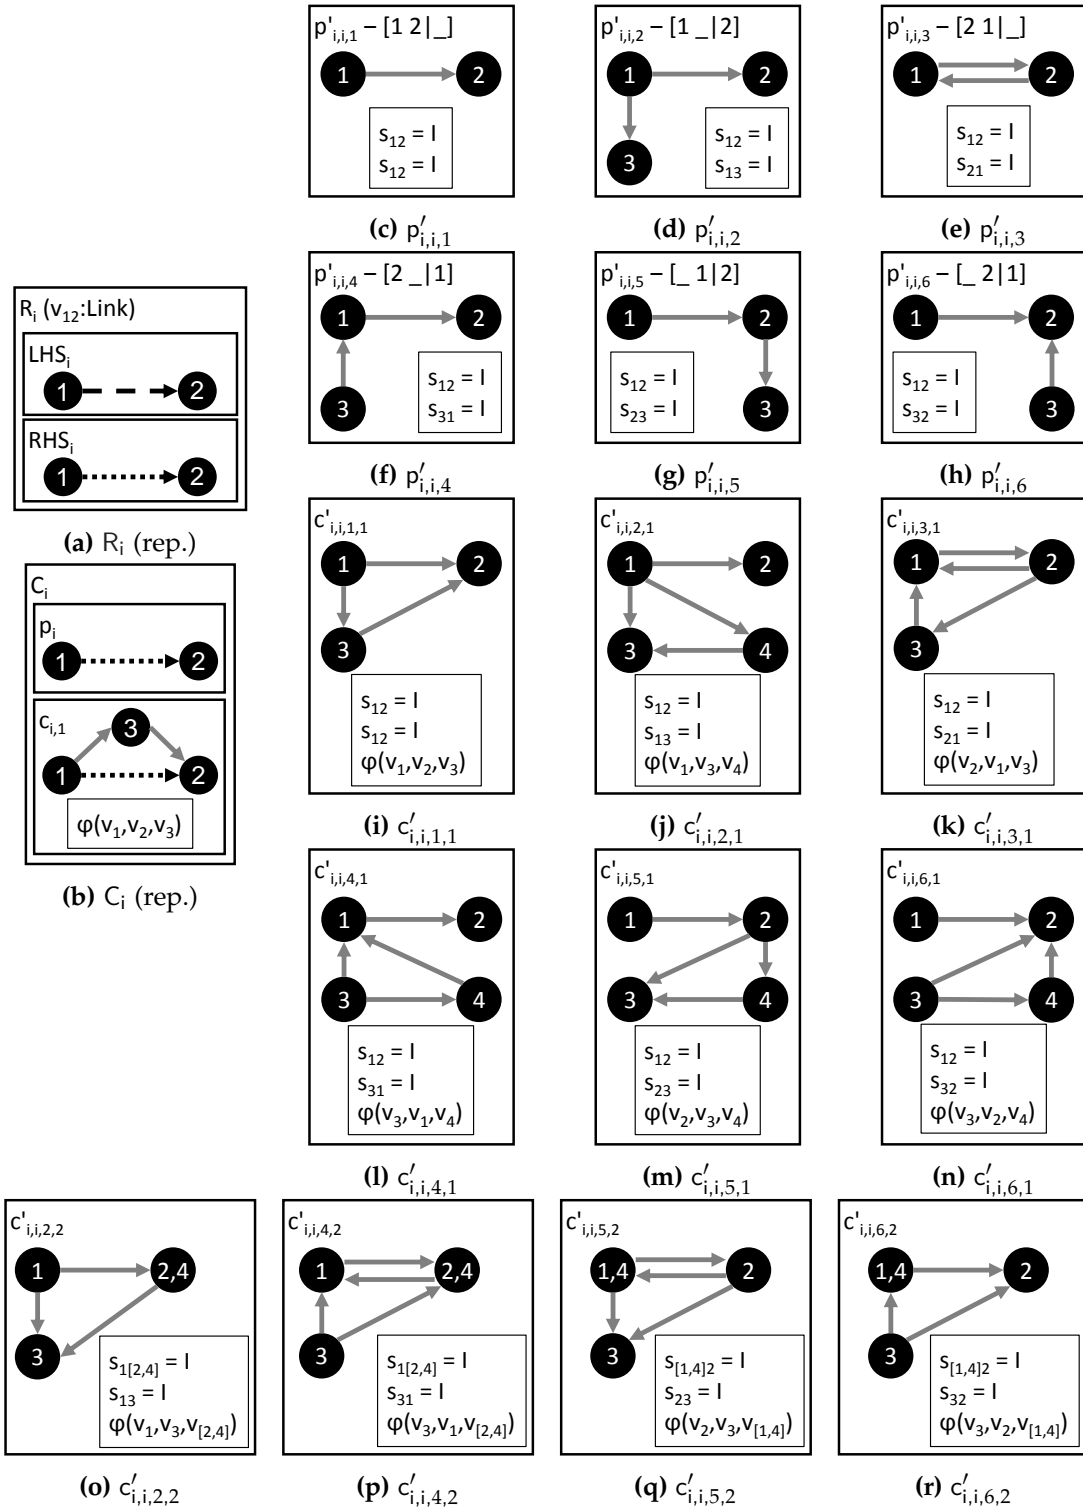 p'i,i,1 – [1 2|_]
1 2
s12 = I
s12 = I
(c) p′i,i,1
p'i,i,2 – [1 _|2]
1 2
3
s12 = I
s13 = I
(d) p′i,i,2
p'i,i,3 – [2 1|_]
1 2
s12 = I
s21 = I
(e) p′i,i,3
Ri (v12:Link)
LHSi
1 2
RHSi
1 2
(a) Ri (rep.)
p'i,i,4 – [2 _|1]
1 2
3
s12 = I
s31 = I
(f) p′i,i,4
p'i,i,5 – [_ 1|2]
1 2
3
s12 = I
s23 = I
(g) p′i,i,5
p'i,i,6 – [_ 2|1]
1 2
3
s12 = I
s32 = I
(h) p′i,i,6
Ci
pi
1 2
ci,1
3
1 2
φ(v1,v2,v3)
(b) Ci (rep.)
c'i,i,1,1
1 2
3
s12 = I
s12 = I
φ(v1,v2,v3)
(i) c′i,i,1,1
c'i,i,2,1
1 2
3 4
s12 = I
s13 = I
φ(v1,v3,v4)
(j) c′i,i,2,1
c'i,i,3,1
1 2
3
s12 = I
s21 = I
φ(v2,v1,v3)
(k) c′i,i,3,1
c'i,i,4,1
1 2
3 4
s12 = I
s31 = I
φ(v3,v1,v4)
(l) c′i,i,4,1
c'i,i,5,1
1 2
3 4
s12 = I
s23 = I
φ(v2,v3,v4)
(m) c′i,i,5,1
c'i,i,6,1
1 2
3 4
s12 = I
s32 = I
φ(v3,v2,v4)
(n) c′i,i,6,1
c'i,i,2,2
1 2,4
3
s1[2,4] = I
s13 = I
φ(v1,v3,v[2,4])
(o) c′i,i,2,2
c'i,i,4,2
1 2,4
3
s1[2,4] = I
s31 = I
φ(v3,v1,v[2,4])
(p) c′i,i,4,2
c'i,i,5,2
1,4 2
3
s[1,4]2 = I
s23 = I
φ(v2,v3,v[1,4])
(q) c′i,i,5,2
c'i,i,6,2
1,4 2
3
s[1,4]2 = I
s32 = I
φ(v3,v2,v[1,4])
(r) c′i,i,6,2